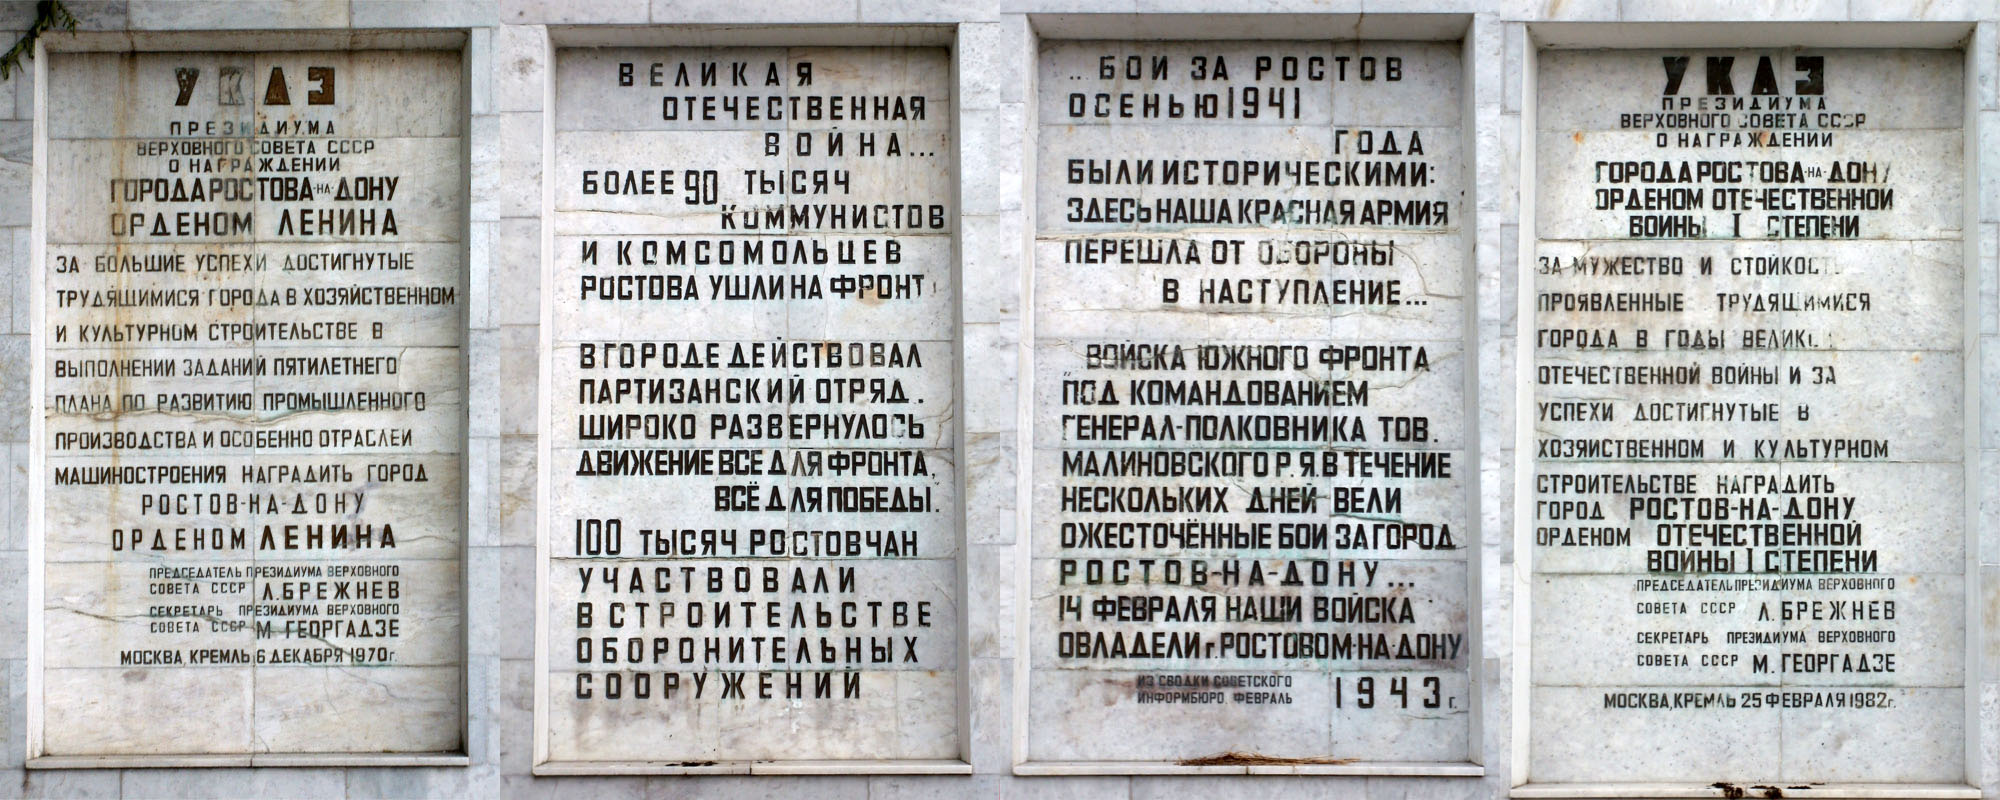 УКАЗ
ПРЕЗИДИУМА
ВЕРХОВНОГО СОВЕТА СССР
О НАГРАЖДЕНИИ
ГОРОДА РОСТОВА-НА-ДОНУ
ОРДЕНОМ ЛЕНИНА
ЗА БОЛЬШИЕ УСПЕХИ ДОСТИГНУТЫЕ
ТРУДЯЩИМИСЯ ГОРОДА В ХОЗЯЙСТВЕННОМ
И КУЛЬТУРНОМ СТРОИТЕЛЬСТВЕ В
ВЫПОЛНЕНИИ ЗАДАНИЙ ПЯТИЛЕТНЕГО
ПЛАНА ПО РАЗВИТИЮ ПРОМЫШЛЕННОГО
ПРОИЗВОДСТВА И ОСОБЕННО ОТРАСЛЕЙ
МАШИНОСТРОЕНИЯ НАГРАДИТЬ ГОРОД
РОСТОВ-НА-ДОНУ
ОРДЕНОМ ЛЕНИНА
ПРЕДСЕДАТЕЛЬ ПРЕЗИДИУМА ВЕРХОВНОГО
СОВЕТА СССР Л.БРЕЖНЕВ
СЕКРЕТАРЬ ПРЕЗИДИУМА ВЕРХОВНОГО
СОВЕТА СССР М.ГЕОРГАДЗЕ
МОСКВА, КРЕМЛЬ 6 ДЕКАБРЯ 1970г.
ВЕЛИКАЯ
ОТЕЧЕСТВЕННАЯ
ВОЙНА...
БОЛЕЕ 90 ТЫСЯЧ
КОММУНИСТОВ
И КОМСОМОЛЬЦЕВ
РОСТОВА УШЛИ НА ФРОНТ
В ГОРОДЕ ДЕЙСТВОВАЛ
ПАРТИЗАНСКИЙ ОТРЯД.
ШИРОКО РАЗВЕРНУЛОСЬ
ДВИЖЕНИЕ ВСЕ ДЛЯ ФРОНТА,
ВСЁ ДЛЯ ПОБЕДЫ."
100 ТЫСЯЧ РОСТОВЧАН
УЧАСТВОВАЛИ
В СТРОИТЕЛЬСТВЕ
ОБОРОНИТЕЛЬНЫХ
СООРУЖЕНИЙ
...БОИ ЗА РОСТОВ
ОСЕНЬЮ 1941
ГОДА
БЫЛИ ИСТОРИЧЕСКИМИ:
ЗДЕСЬ НАША КРАСНАЯ АРМИЯ
ПЕРЕШЛА ОТ ОБОРОНЫ
В НАСТУПЛЕНИЕ...
ВОЙСКА ЮЖНОГО ФРОНТА
"ПОД КОМАНДОВАНИЕМ
ГЕНЕРАЛ-ПОЛКОВНИКА ТОВ.
МАЛИНОВСКОГО Р.Я. В ТЕЧЕНИЕ
НЕСКОЛЬКИХ ДНЕЙ ВЕЛИ
ОЖЕСТОЧЁННЫЕ БОИ ЗА ГОРОД
РОСТОВ-НА-ДОНУ...
14 ФЕВРАЛЯ НАШИ ВОЙСКА
ОВЛАДЕЛИ г.РОСТОВОМ-НА-ДОНУ
ИЗ СВОДКИ СОВЕТСКОГО
ИНФОРМБЮРО ФЕВРАЛЬ 1943г.
УКАЗ
ПРЕЗИДИУМА
ВЕРХОВНОГО СОВЕТА СССР
О НАГРАЖДЕНИИ
ГОРОДА РОСТОВА-НА-ДОНУ
ОРДЕНОМ ОТЕЧЕСТВЕННОЙ
ВОЙНЫ I СТЕПЕНИ
ЗА МУЖЕСТВО И СТОЙКОСТЬ
ПРОЯВЛЕННЫЕ ТРУДЯЩИМИСЯ
ГОРОДА В ГОДЫ ВЕЛИКО
ОТЕЧЕСТВЕННОЙ ВОЙНЫ И ЗА
УСПЕХИ ДОСТИГНУТЫЕ В
ХОЗЯИСТВЕННОМ И КУЛЬТУРНОМ
СТРОИТЕЛЬСТВЕ НАГРАДИТЬ
ГОРОД РОСТОВ-НА-ДОНУ
ОРДЕНОМ ОТЕЧЕСТВЕННОЙ
ВОЙНЫ I СТЕПЕНИ
ПРЕДСЕДАТЕЛЬ ПРЕЗИДИУМА ВЕРХОВНОГО
СОВЕТА СССР Л.БРЕЖНЕВ
СЕКРЕТАРЬ ПРЕЗИДИУМА ВЕРХОВНОГО
СОВЕТА СССР М.ГЕОРГАДЗЕ
МОСКВА, КРЕМЛЬ 25 ФЕВРАЛЯ 1982г.